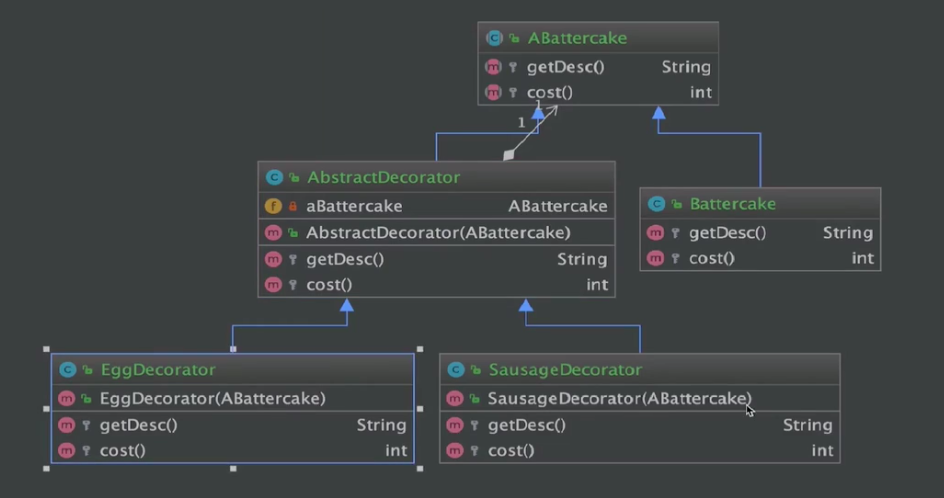 ABattercake
getDesc() String
cost() int
1
1
AbstractDecorator
aBattercake ABattercake
AbstractDecorator(ABattercake)
getDesc() String
cost() int
Battercake
getDesc() String
cost() int
EggDecorator
EggDecorator(ABattercake)
getDesc() String
cost() int
SausageDecorator
SausageDecorator(ABattercake)
getDesc() String
cost() int